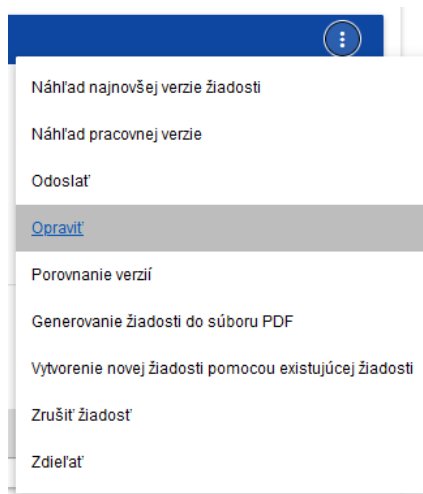 Náhľad najnovšej verzie žiadosti
Náhľad pracovnej verzie
Odoslať
Opraviť
Porovnanie verzií
Generovanie žiadosti do súboru PDF
Vytvorenie novej žiadosti pomocou existujúcej žiadosti
Zrušiť žiadosť
Zdieľať